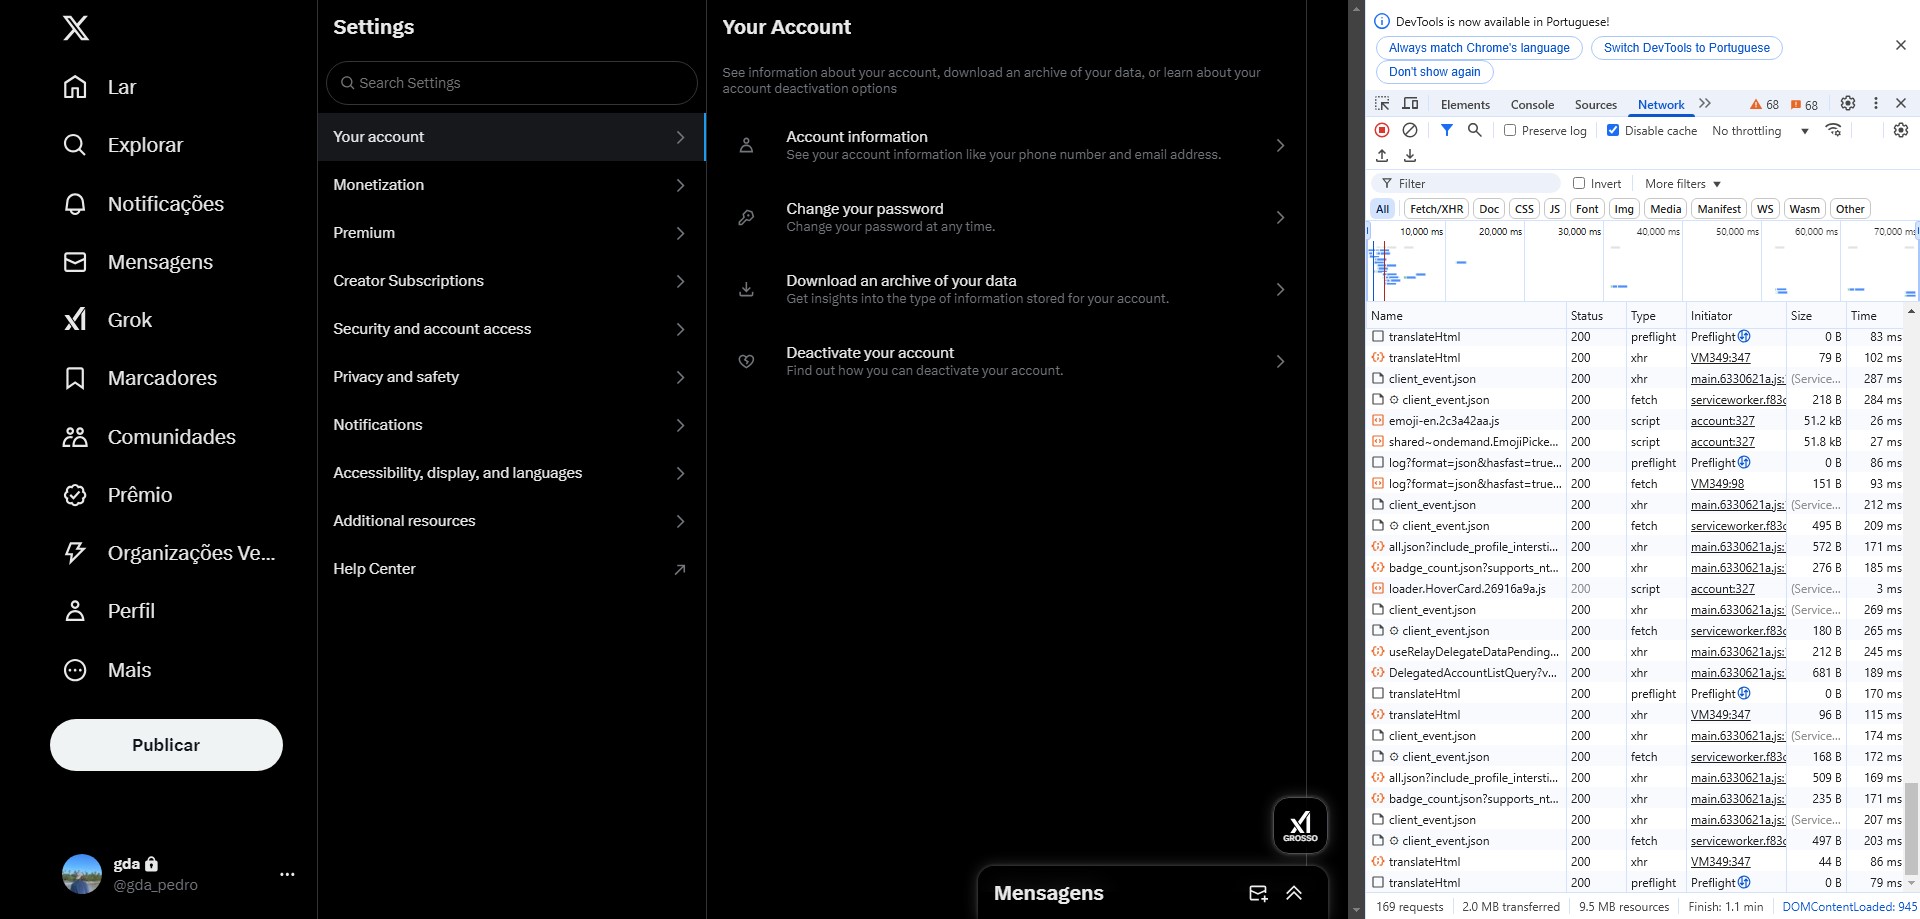 Lar
Explorar
Notificações
Mensagens
Grok
Marcadores
Comunidades
Prêmio
Organizações Ve...
Perfil
Mais
Publicar
gda
@gda_pedro
Settings
Search Settings
Your account
Monetization
Premium
Creator Subscriptions
Security and account access
Privacy and safety
Notifications
Accessibility, display, and languages
Additional resources
Help Center
Your Account
See information about your account, download an archive of your data, or learn about your
account deactivation options
Account information
See your account information like your phone number and email address.
Change your password
Change your password at any time.
Download an archive of your data
Get insights into the type of information stored for your account.
Deactivate your account
Find out how you can deactivate your account.
GROSSO
Mensagens
DevTools is now available in Portuguese!
Always match Chrome's language Switch DevTools to Portuguese
Don't show again
Elements Console Sources Network 68 68
Preserve log Disable cache No throttling
Filter Invert More filters
All Fetch/XHR Doc CSS JS Font Img Media Manifest WS Wasm Other
10,000 ms 20,000 ms 30,000 ms 40,000 ms 50,000 ms 60,000 ms 70,000 ms
Name Status Type Initiator Size Time
translateHtml 200 preflight Preflight 0 B 83 ms
translateHtml 200 xhr VM349:347 79 B 102 ms
client_event.json 200 xhr main.6330621a.js: (Service... 287 ms
client_event.json 200 fetch serviceworker.f83c 218 B 284 ms
emoji-en.2c3a42aa.js 200 script account:327 51.2 kB 26 ms
shared~ondemand.EmojiPicke... 200 script account:327 51.8 kB 27 ms
log?format=json&hasfast=true... 200 preflight Preflight 0 B 86 ms
log?format=json&hasfast=true... 200 fetch VM349:98 151 B 93 ms
client_event.json 200 xhr main.6330621a.js: (Service... 212 ms
client_event.json 200 fetch serviceworker.f83c 495 B 209 ms
all.json?include_profile_intersti... 200 xhr main.6330621a.js: 572 B 171 ms
badge_count.json?supports_nt... 200 xhr main.6330621a.js: 276 B 185 ms
loader.HoverCard.26916a9a.js 200 script account:327 (Service... 3 ms
client_event.json 200 xhr main.6330621a.js: (Service... 269 ms
client_event.json 200 fetch serviceworker.f83c 180 B 265 ms
useRelayDelegateDataPending... 200 xhr main.6330621a.js: 212 B 245 ms
DelegatedAccountListQuery?v... 200 xhr main.6330621a.js: 681 B 189 ms
translateHtml 200 preflight Preflight 0 B 170 ms
translateHtml 200 xhr VM349:347 96 B 115 ms
client_event.json 200 xhr main.6330621a.js: (Service... 174 ms
client_event.json 200 fetch serviceworker.f83c 168 B 172 ms
all.json?include_profile_intersti... 200 xhr main.6330621a.js: 509 B 169 ms
badge_count.json?supports_nt... 200 xhr main.6330621a.js: 235 B 171 ms
client_event.json 200 xhr main.6330621a.js: (Service... 207 ms
client_event.json 200 fetch serviceworker.f83c 497 B 203 ms
translateHtml 200 xhr VM349:347 44 B 86 ms
translateHtml 200 preflight Preflight 0 B 79 ms
169 requests 2.0 MB transferred 9.5 MB resources Finish: 1.1 min DOMContentLoaded: 945